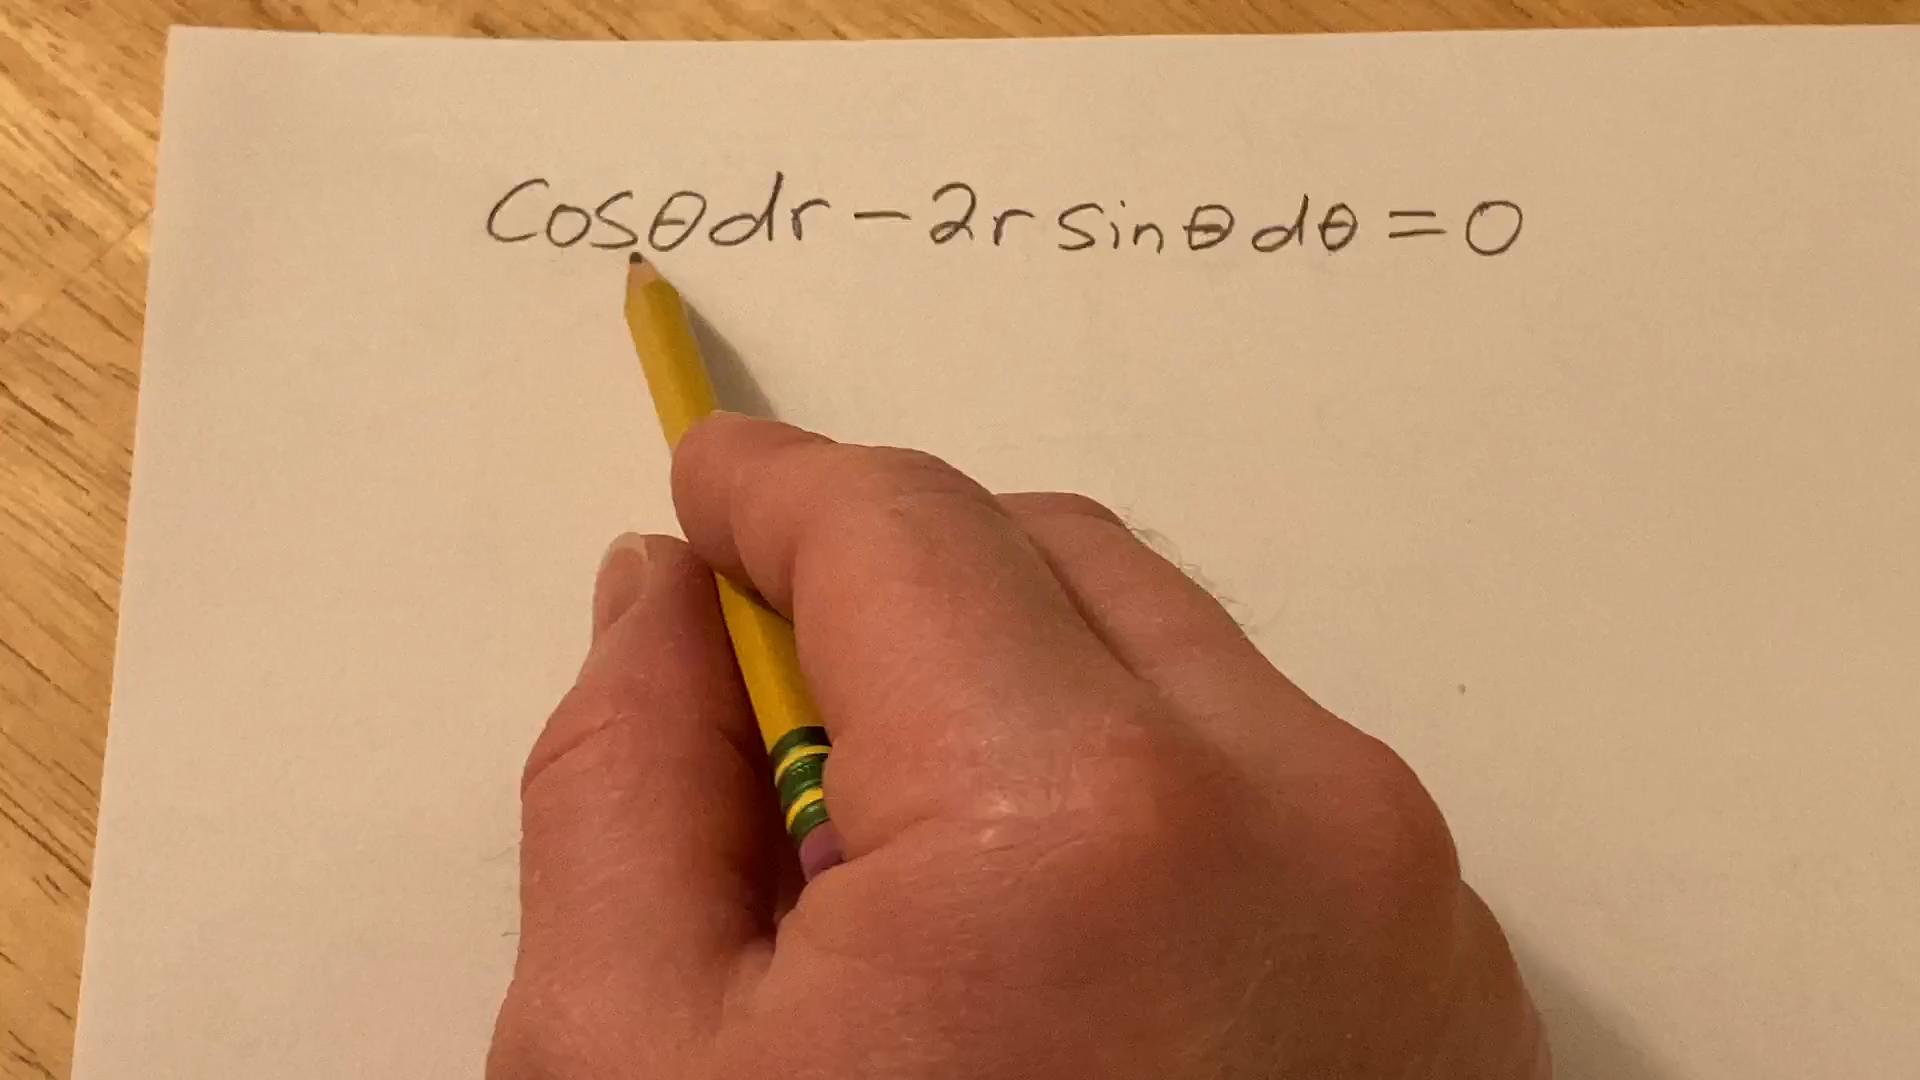 cosθdr - 2r sinθ dθ = 0